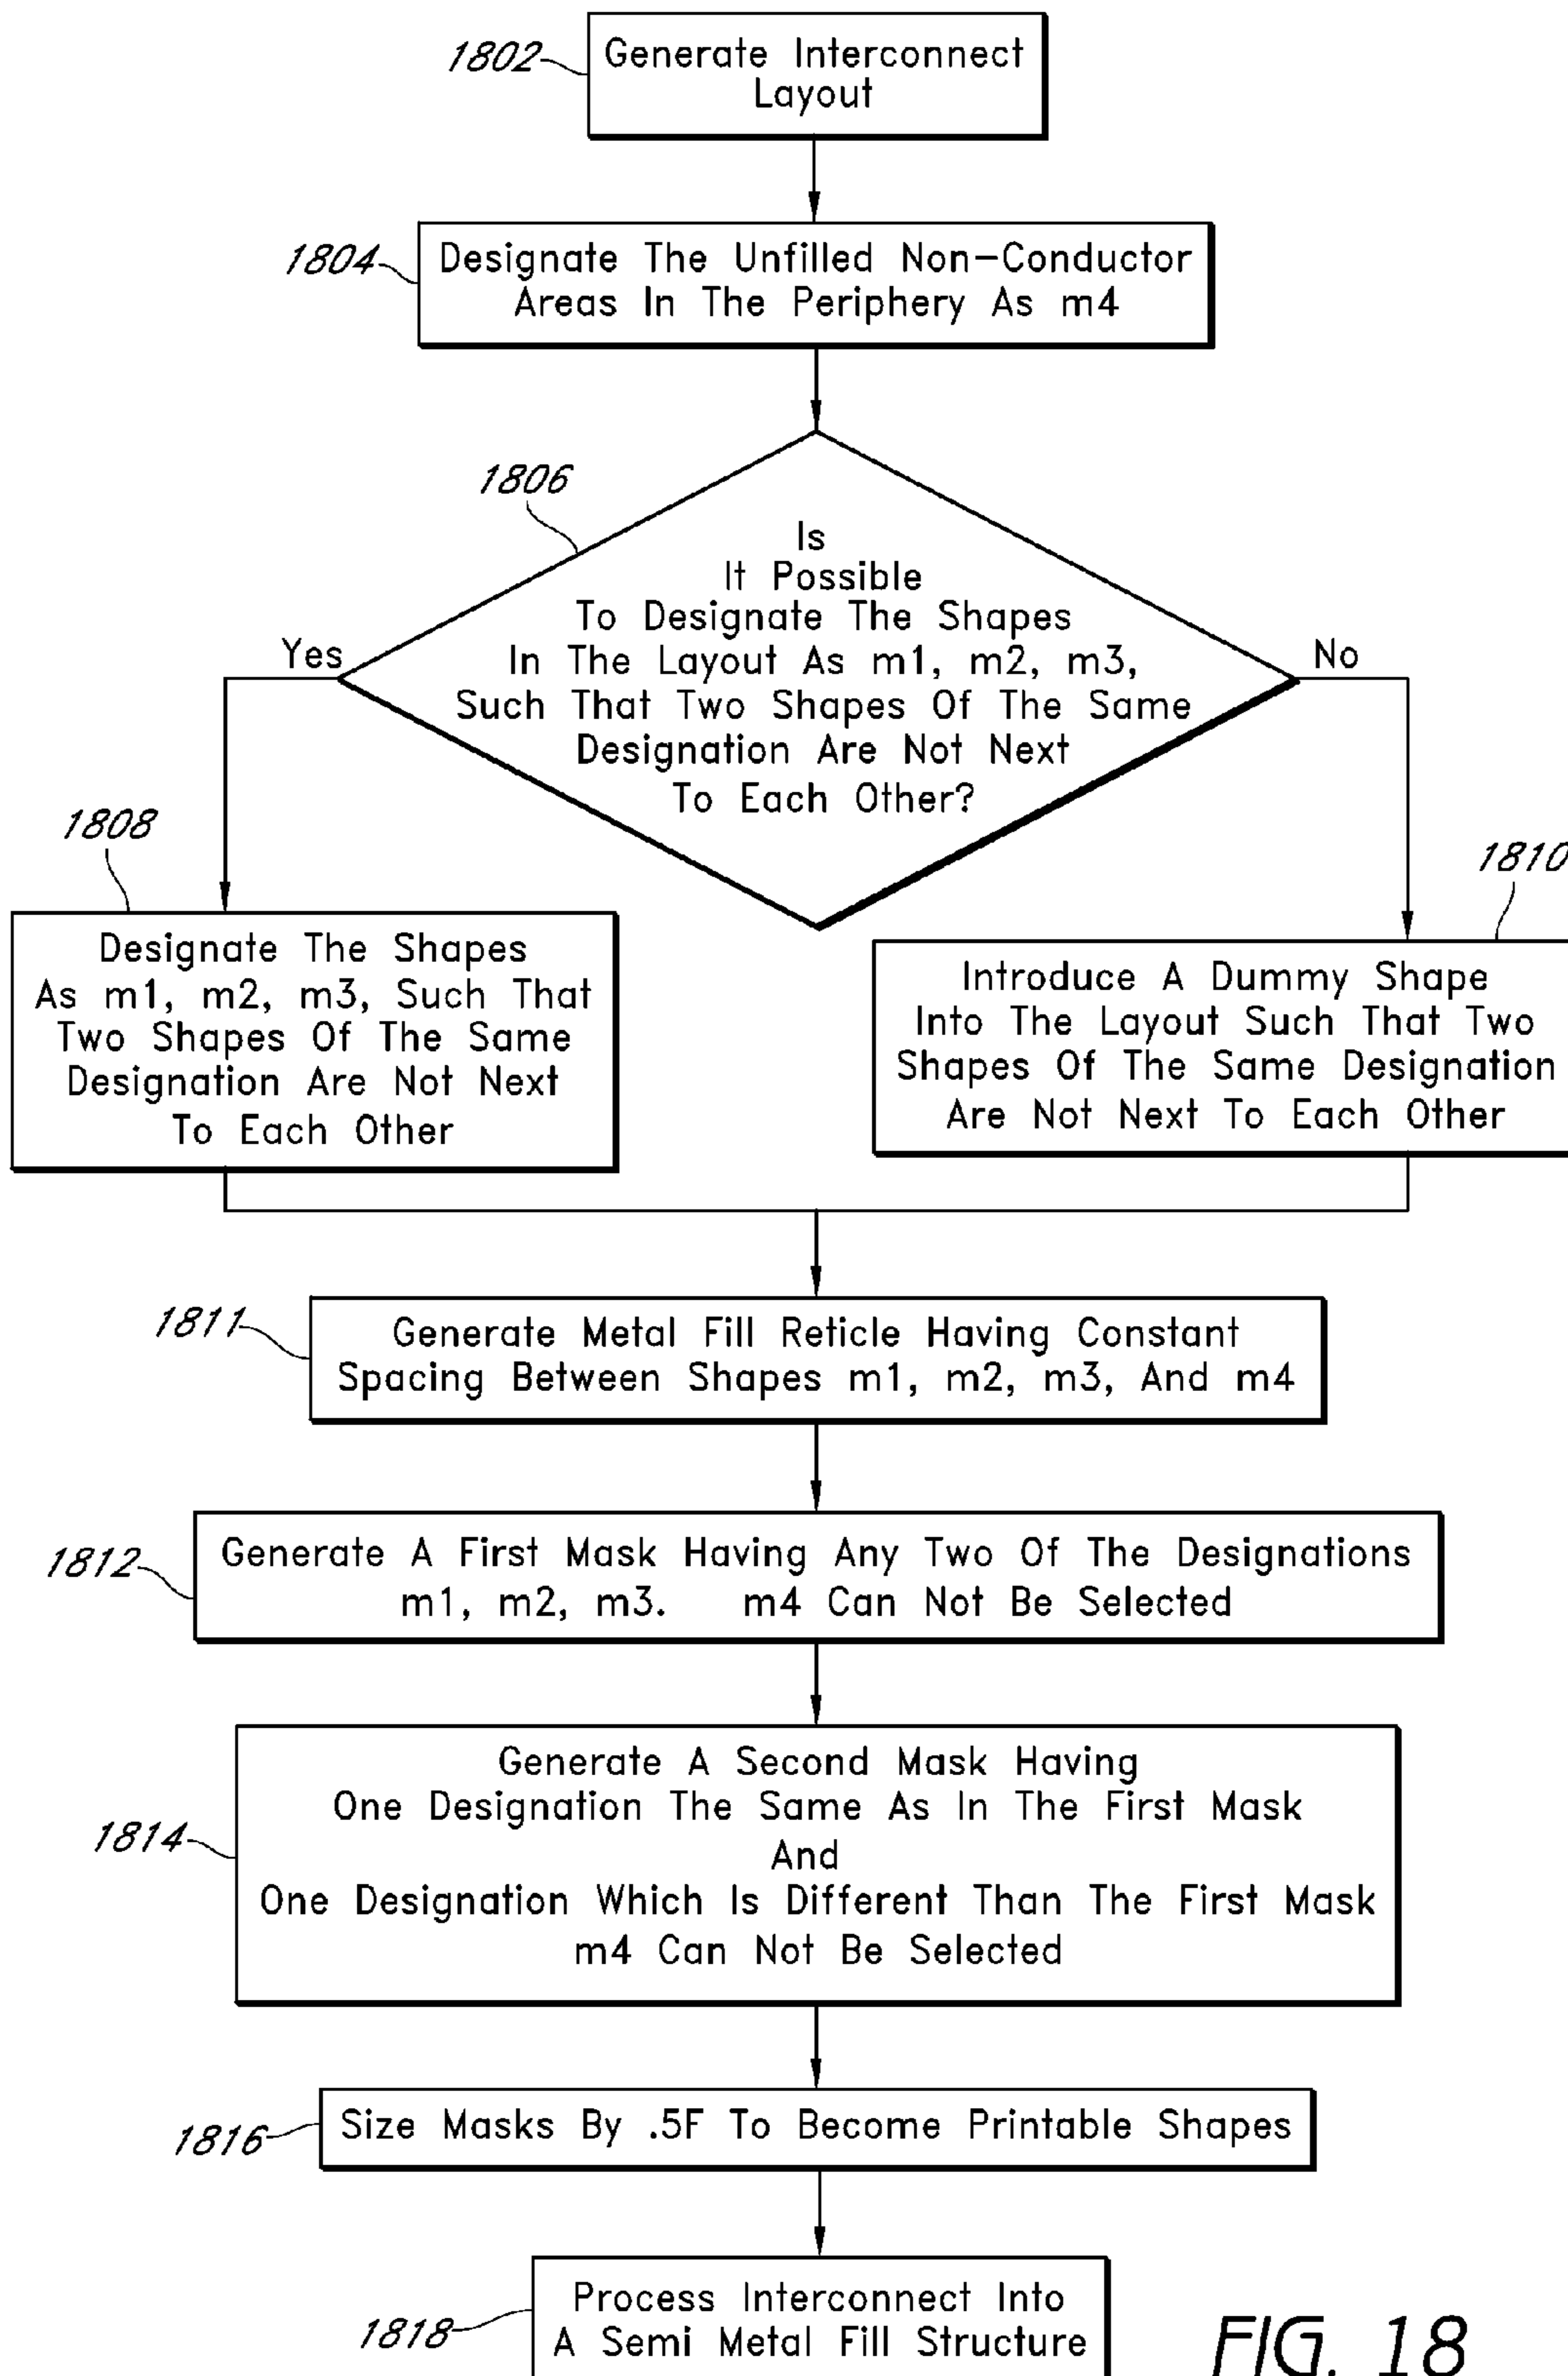 1802
Generate Interconnect
Layout
1804
Designate The Unfilled Non-Conductor
Areas In The Periphery As m4
1806
Is
It Possible
To Designate The Shapes
In The Layout As m1, m2, m3,
Such That Two Shapes Of The Same
Designation Are Not Next
To Each Other?
Yes
No
1808
Designate The Shapes
As m1, m2, m3, Such That
Two Shapes Of The Same
Designation Are Not Next
To Each Other
1810
Introduce A Dummy Shape
Into The Layout Such That Two
Shapes Of The Same Designation
Are Not Next To Each Other
1811
Generate Metal Fill Reticle Having Constant
Spacing Between Shapes m1, m2, m3, And m4
1812
Generate A First Mask Having Any Two Of The Designations
m1, m2, m3. m4 Can Not Be Selected
1814
Generate A Second Mask Having
One Designation The Same As In The First Mask
And
One Designation Which Is Different Than The First Mask
m4 Can Not Be Selected
1816
Size Masks By .5F To Become Printable Shapes
1818
Process Interconnect Into
A Semi Metal Fill Structure
FIG. 18